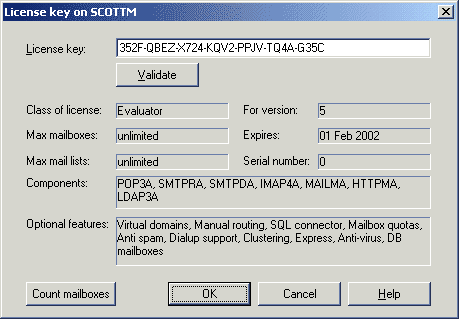 License key on SCOTTM
License key: 352F-QBEZ-X724-KQV2-PPJV-TQ4A-G35C
Validate
Class of license: Evaluator For version: 5
Max mailboxes: unlimited Expires: 01 Feb 2002
Max mail lists: unlimited Serial number: 0
Components: POP3A, SMTPRA, SMTPDA, IMAP4A, MAILMA, HTTPMA,
LDAP3A
Optional features: Virtual domains, Manual routing, SQL connector, Mailbox quotas,
Anti spam, Dialup support, Clustering, Express, Anti-virus, DB
mailboxes
Count mailboxes OK Cancel Help